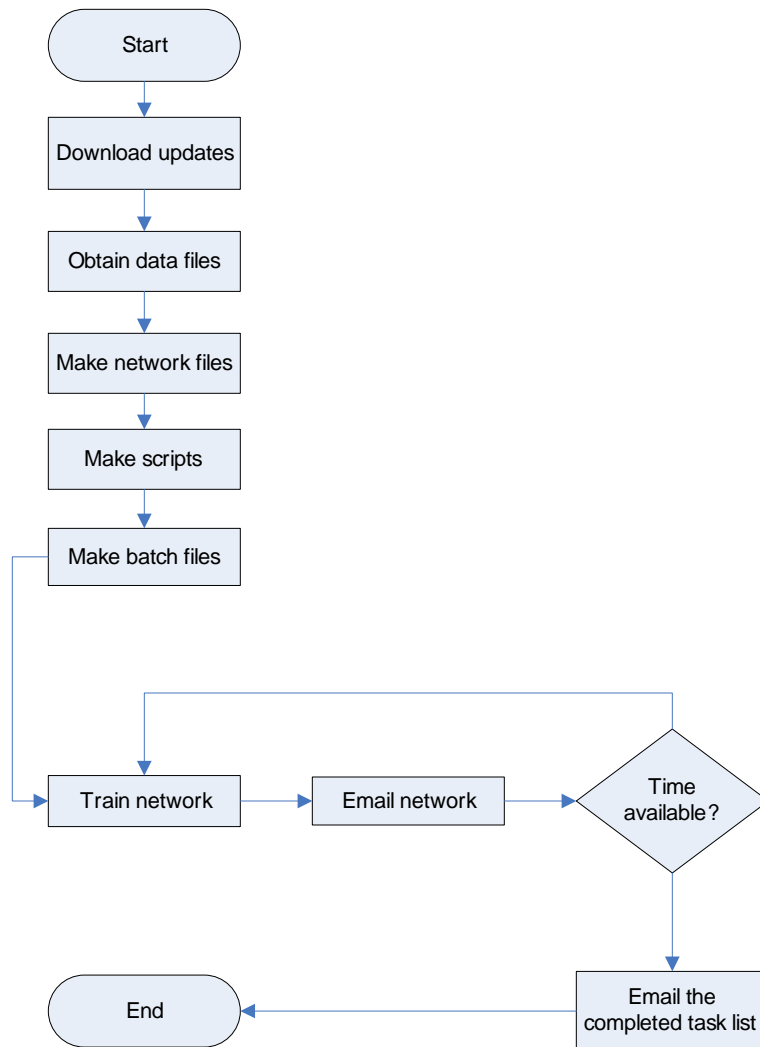 Start
Download updates
Obtain data files
Make network files
Make scripts
Make batch files
Train network
Email network
Time
available?
End
Email the
completed task list